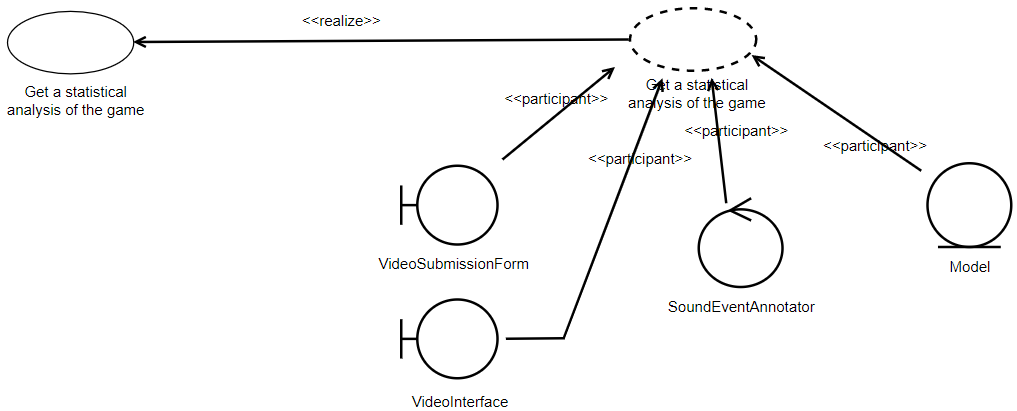 <<realize>>
Get a statistical
analysis of the game
Get a statistical
analysis of the game
<<participant>>
<<participant>>
<<participant>>
<<participant>>
VideoSubmissionForm
Model
SoundEventAnnotator
VideoInterface